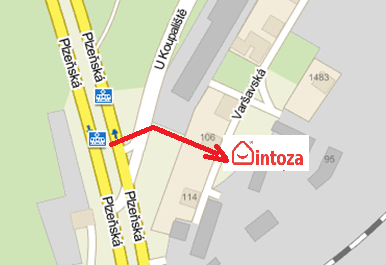 Plzeňská
Plzeňská
U Koupaliště
Varšavská
1483
106
intoza
95
114
Plzeňská
Plzeňská